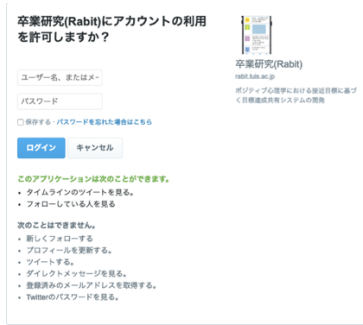 卒業研究(Rabit)にアカウントの利用
を許可しますか？
ユーザー名、またはメー
パスワード
保存する・パスワードを忘れた場合はこちら
ログイン
キャンセル
このアプリケーションは次のことができます。
・タイムラインのツイートを見る。
・フォローしている人を見る
次のことはできません。
・新しくフォローする
・プロフィールを更新する。
・ツイートする。
・ダイレクトメッセージを見る。
・登録済みのメールアドレスを取得する。
・Twitterのパスワードを見る。
卒業研究(Rabit)
rabit.tuis.ac.jp
ポジティブ心理学における接近目標に基づ
く目標達成共有システムの開発